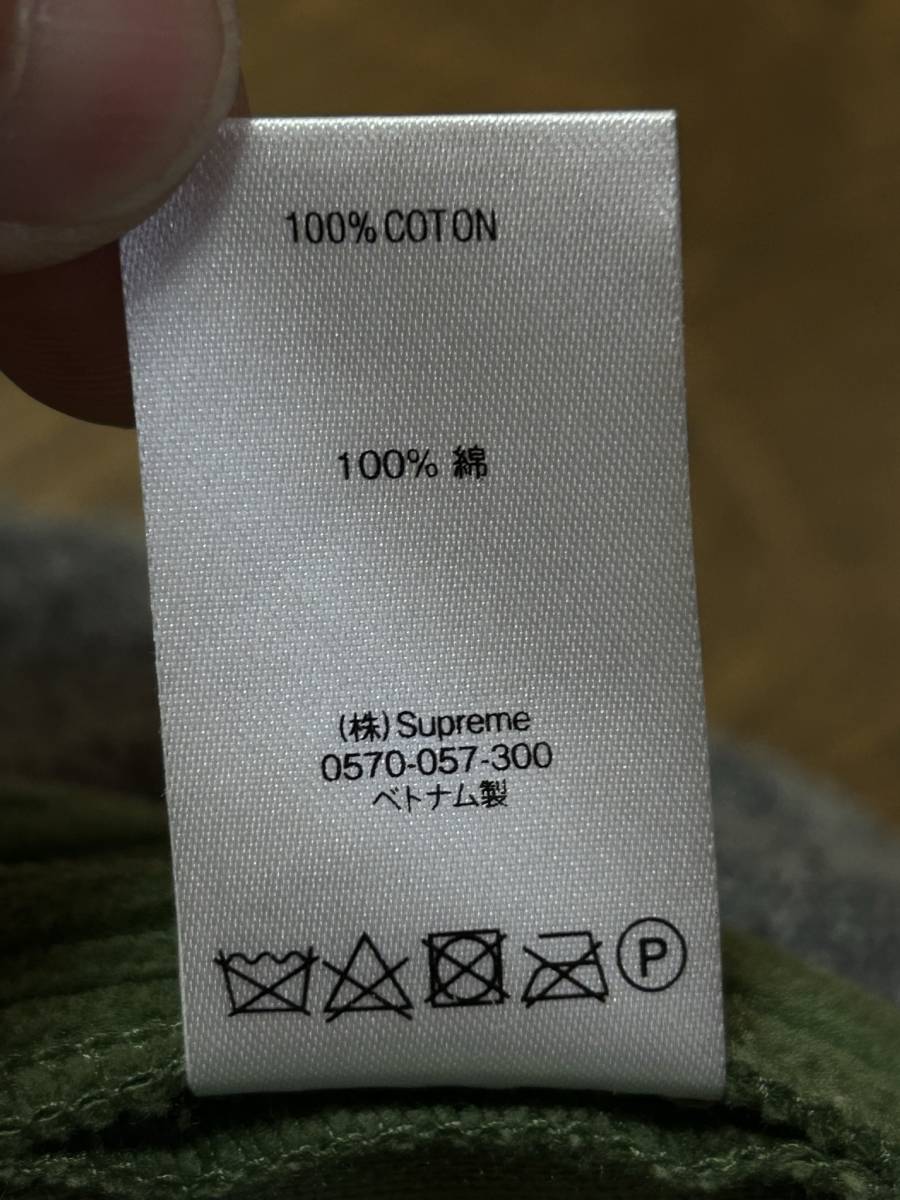 100% COTON
100% 綿
(株) Supreme
0570-057-300
ベトナム製
P